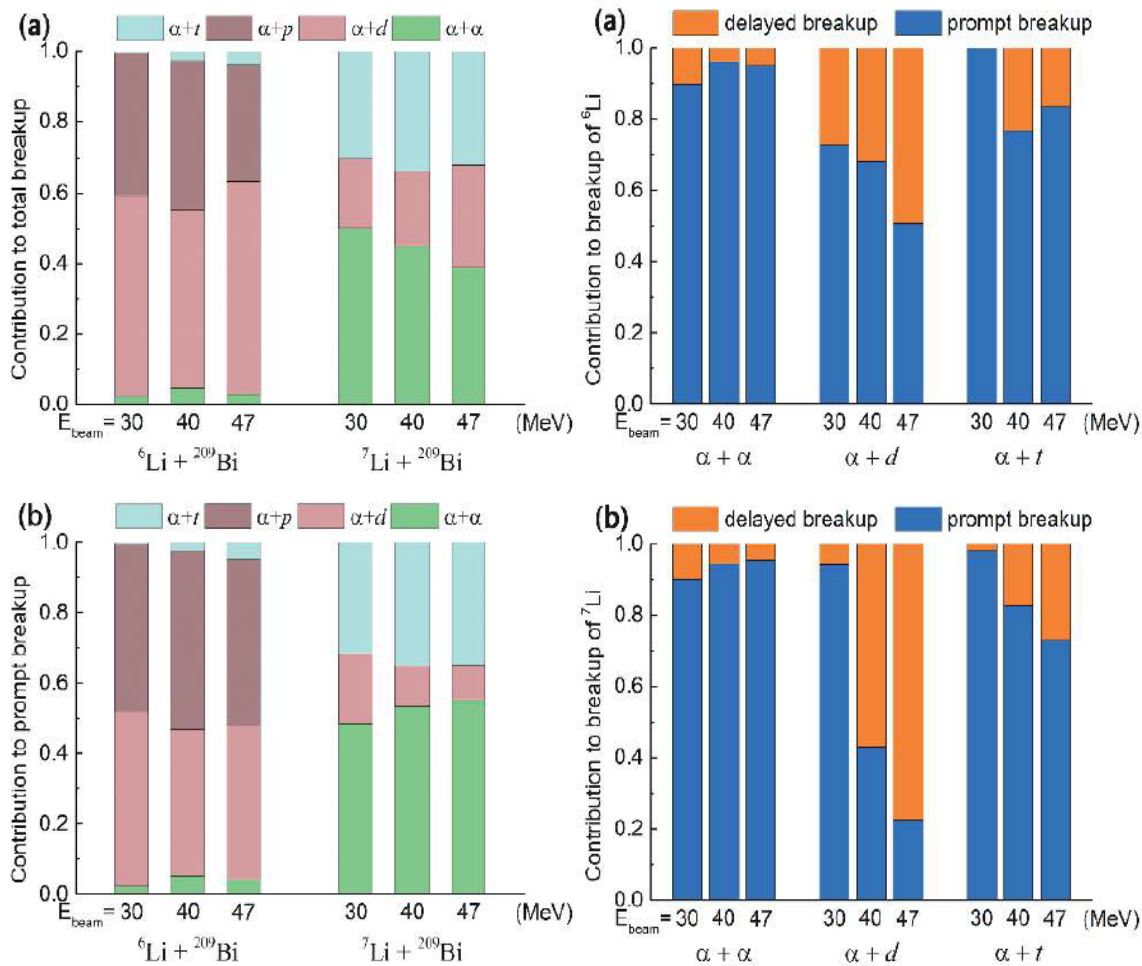 (a)
α+t α+p α+d α+α
Contribution to total breakup
1.0
0.8
0.6
0.4
0.2
0.0
E_beam = 30 40 47 30 40 47 (MeV)
⁶Li + ²⁰⁹Bi ⁷Li + ²⁰⁹Bi
(a)
delayed breakup prompt breakup
Contribution to breakup of ⁶Li
1.0
0.8
0.6
0.4
0.2
0.0
E_beam = 30 40 47 30 40 47 30 40 47 (MeV)
α + α α + d α + t
(b)
α+t α+p α+d α+α
Contribution to prompt breakup
1.0
0.8
0.6
0.4
0.2
0.0
E_beam = 30 40 47 30 40 47 (MeV)
⁶Li + ²⁰⁹Bi ⁷Li + ²⁰⁹Bi
(b)
delayed breakup prompt breakup
Contribution to breakup of ⁷Li
1.0
0.8
0.6
0.4
0.2
0.0
E_beam = 30 40 47 30 40 47 30 40 47 (MeV)
α + α α + d α + t